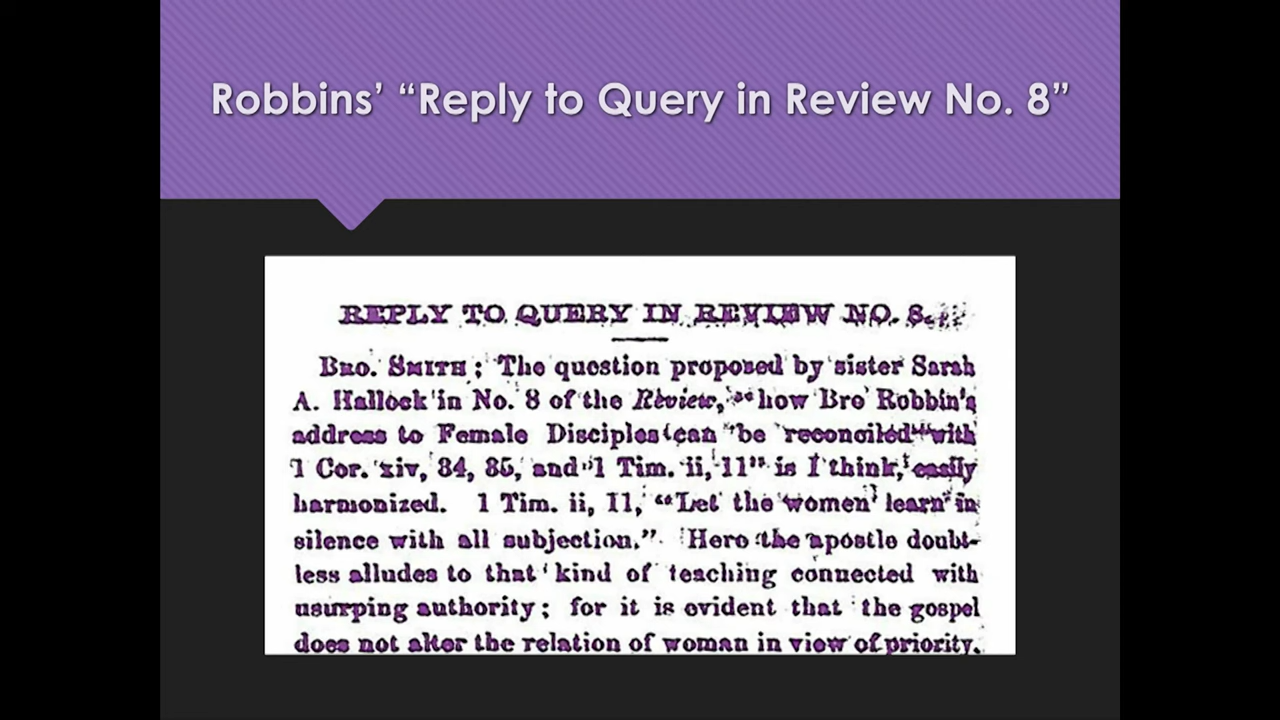 Robbins’ “Reply to Query in Review No. 8”
REPLY TO QUERY IN REVIEW NO. 8.
BRO. SMITH; The question proposed by sister Sarah
A. Hallock in No. 8 of the Review, "how Bro Robbin's
address to Female Disciples can be reconciled with
1 Cor. xiv, 34, 35, and 1 Tim. ii, 11" is I think, easily
harmonized. 1 Tim. ii, 11, "Let the women learn in
silence with all subjection." Here the apostle doubt-
less alludes to that kind of teaching connected with
usurping authority; for it is evident that the gospel
does not alter the relation of woman in view of priority.